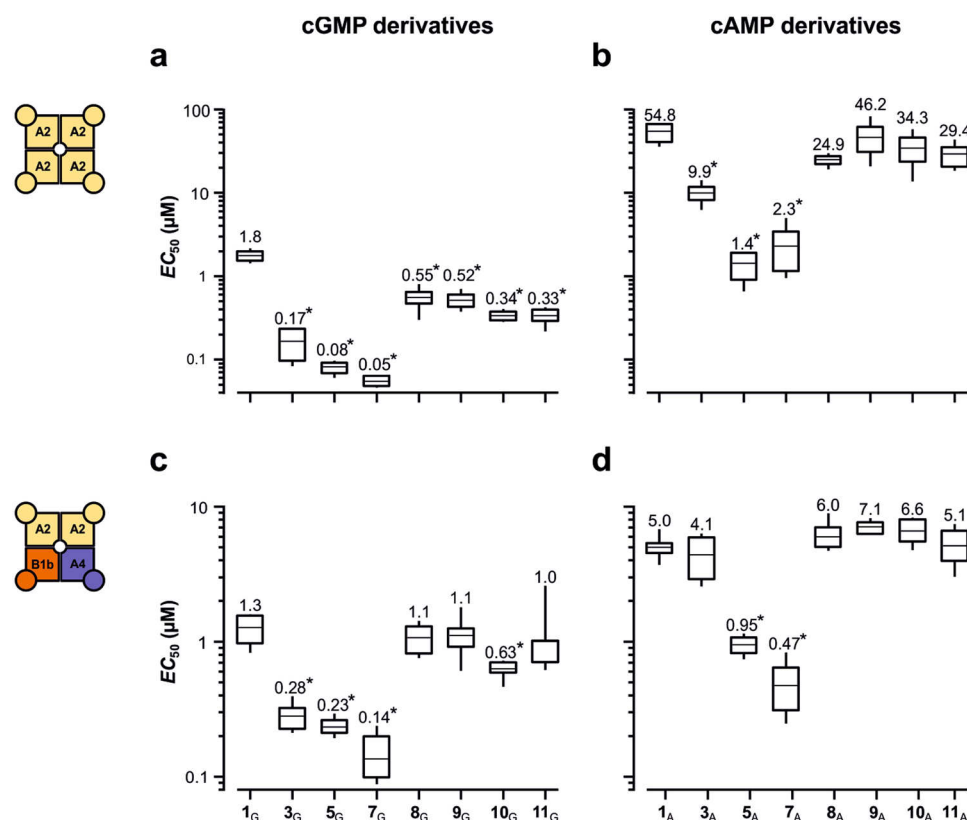 cGMP derivatives
cAMP derivatives
a
b
A2 A2
A2 A2
EC50 (µM)
100
10
1
0.1
1.8
0.17*
0.08*
0.05*
0.55*
0.52*
0.34*
0.33*
54.8
9.9*
1.4*
2.3*
24.9
46.2
34.3
29.4
c
d
A2 A2
B1b A4
EC50 (µM)
10
1
0.1
1.3
0.28*
0.23*
0.14*
1.1
1.1
0.63*
1.0
5.0
4.1
0.95*
0.47*
6.0
7.1
6.6
5.1
1G 3G 5G 7G 8G 9G 10G 11G
1A 3A 5A 7A 8A 9A 10A 11A